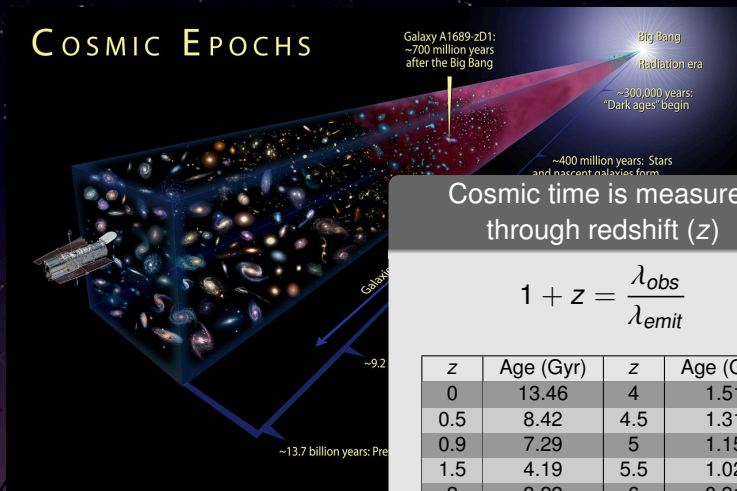 COSMIC EPOCHS
Galaxy A1689-zD1:
~700 million years
after the Big Bang
Big Bang
Radiation era
~300,000 years:
"Dark ages" begin
~400 million years: Stars
and nascent galaxies form
Galaxie
~9.2
~13.7 billion years: Pre
Cosmic time is measure
through redshift (z)
1 + z = λobs / λemit
z Age (Gyr) z Age (G
0 13.46 4 1.51
0.5 8.42 4.5 1.31
0.9 7.29 5 1.15
1.5 4.19 5.5 1.02